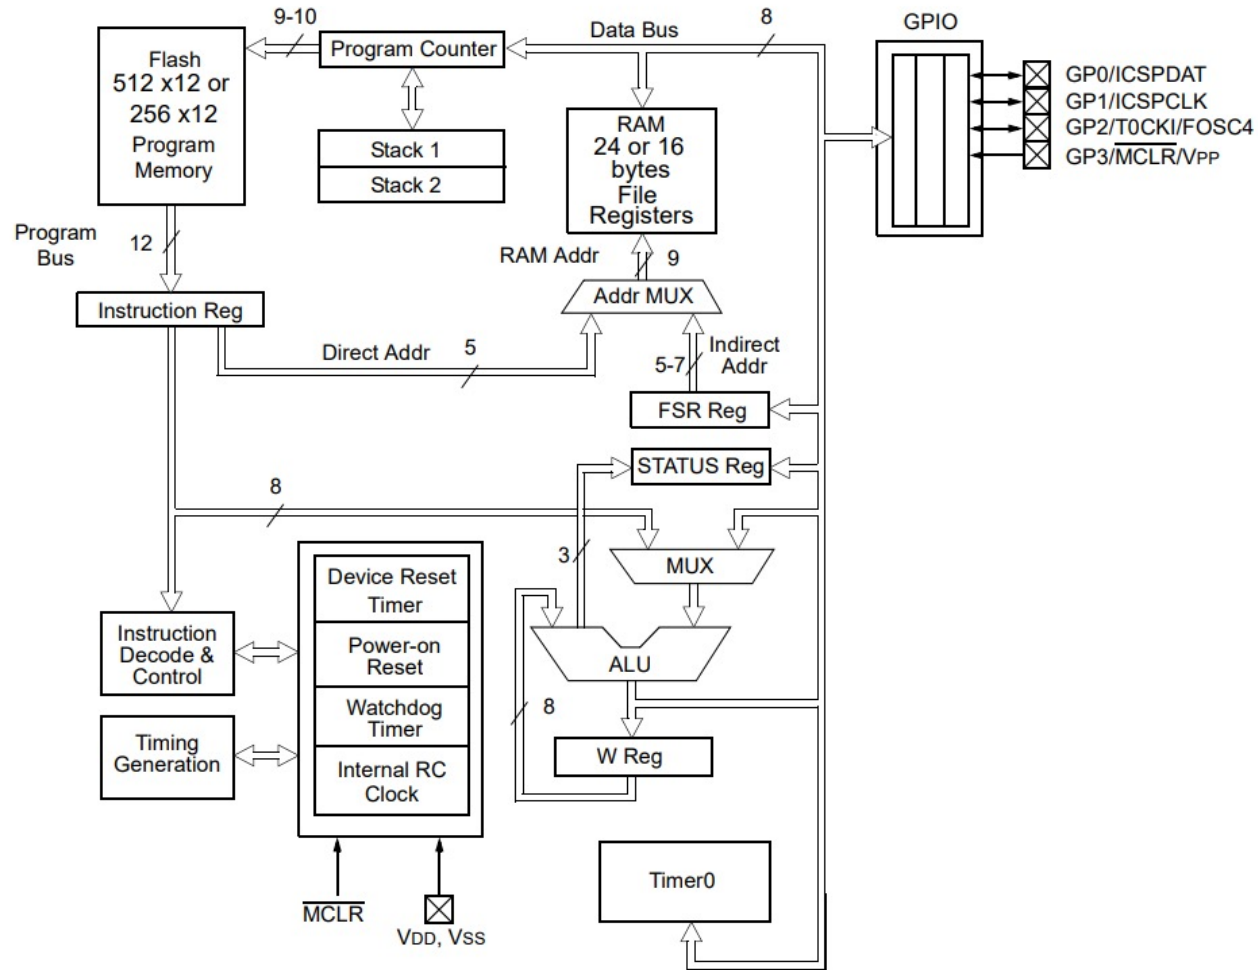 9-10
Data Bus
8
GPIO
Flash
512 x12 or
256 x12
Program
Memory
Program Counter
Stack 1
Stack 2
RAM
24 or 16
bytes
File
Registers
GP0/ICSPDAT
GP1/ICSPCLK
GP2/T0CKI/FOSC4
GP3/M̅C̅L̅R̅/VPP
Program
Bus
12
RAM Addr
9
Instruction Reg
Addr MUX
Direct Addr
5
5-7
Indirect
Addr
FSR Reg
STATUS Reg
8
3
MUX
Device Reset
Timer
Power-on
Reset
Watchdog
Timer
Internal RC
Clock
Instruction
Decode &
Control
Timing
Generation
ALU
8
W Reg
Timer0
M̅C̅L̅R̅
VDD, VSS